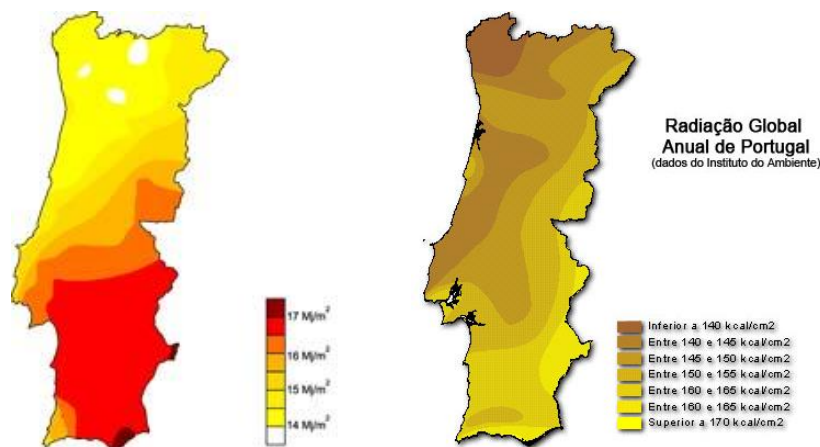 17 Mj/m²
16 Mj/m²
15 Mj/m²
14 Mj/m²
Radiação Global
Anual de Portugal
(dados do Instituto do Ambiente)
Inferior a 140 kcal/cm2
Entre 140 e 145 kcal/cm2
Entre 145 e 150 kcal/cm2
Entre 150 e 155 kcal/cm2
Entre 160 e 165 kcal/cm2
Entre 160 e 165 kcal/cm2
Superior a 170 kcal/cm2